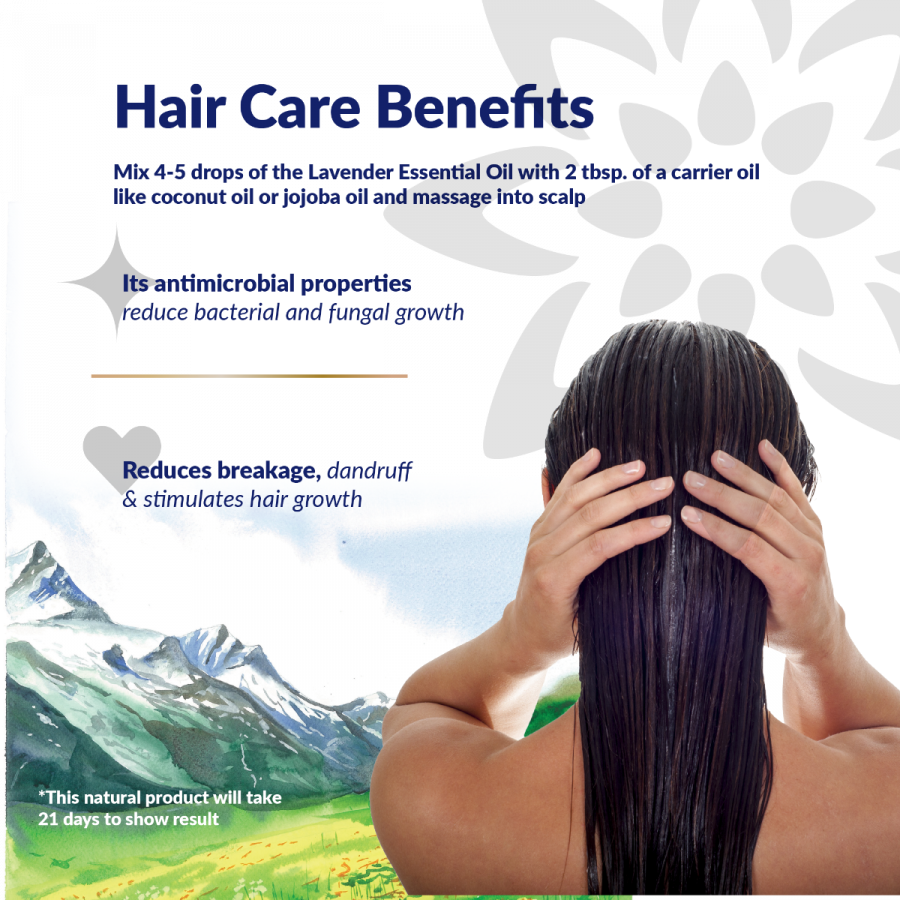 Hair Care Benefits
Mix 4-5 drops of the Lavender Essential Oil with 2 tbsp. of a carrier oil
like coconut oil or jojoba oil and massage into scalp
Its antimicrobial properties
reduce bacterial and fungal growth
Reduces breakage, dandruff
& stimulates hair growth
*This natural product will take
21 days to show result